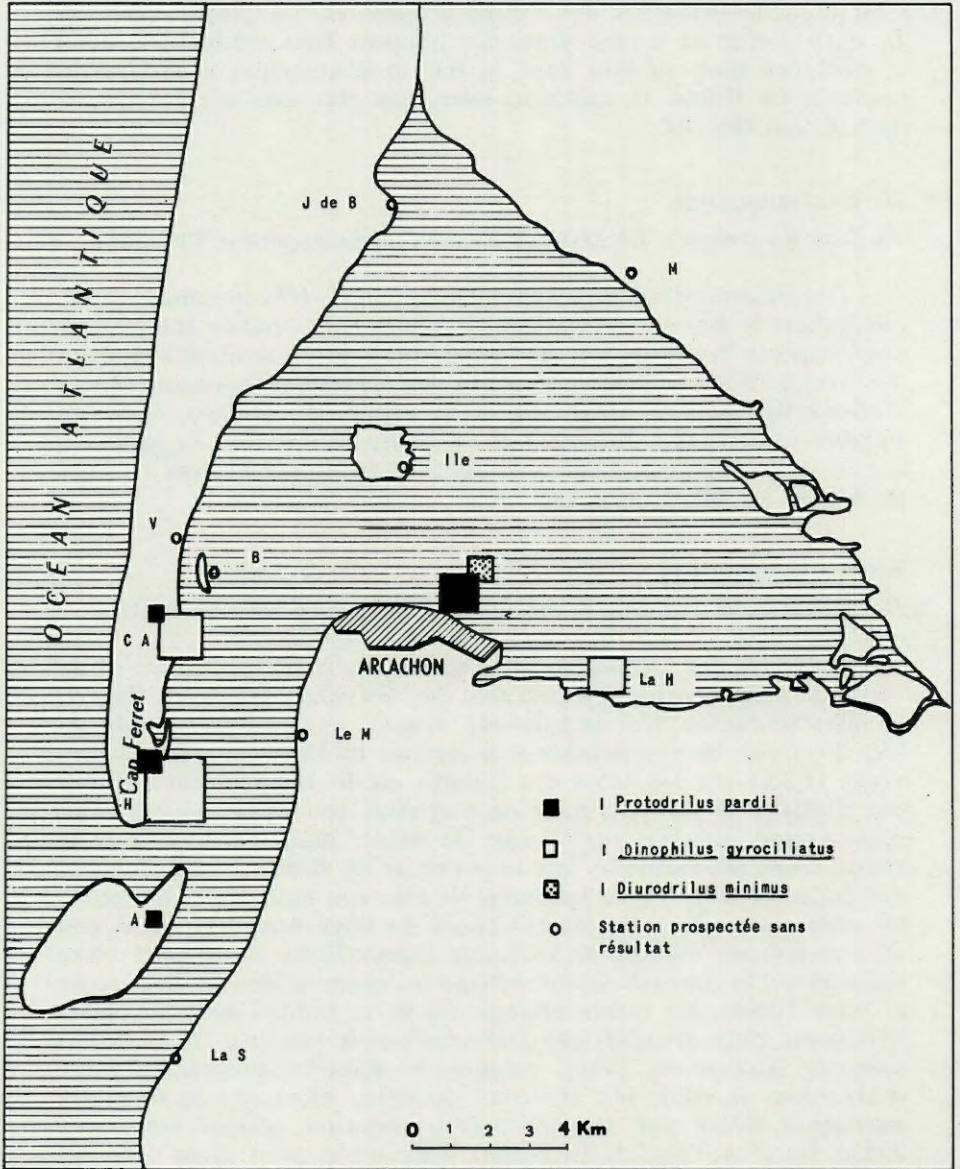 OCÉAN ATLANTIQUE
J de B
M
Ile
V
B
C A
ARCACHON
La H
Cap Ferret
Le M
H
I Protodrilus pardii
I Dinophilus gyrociliatus
I Diurodrilus minimus
Station prospectée sans
résultat
A
La S
0 1 2 4 Km